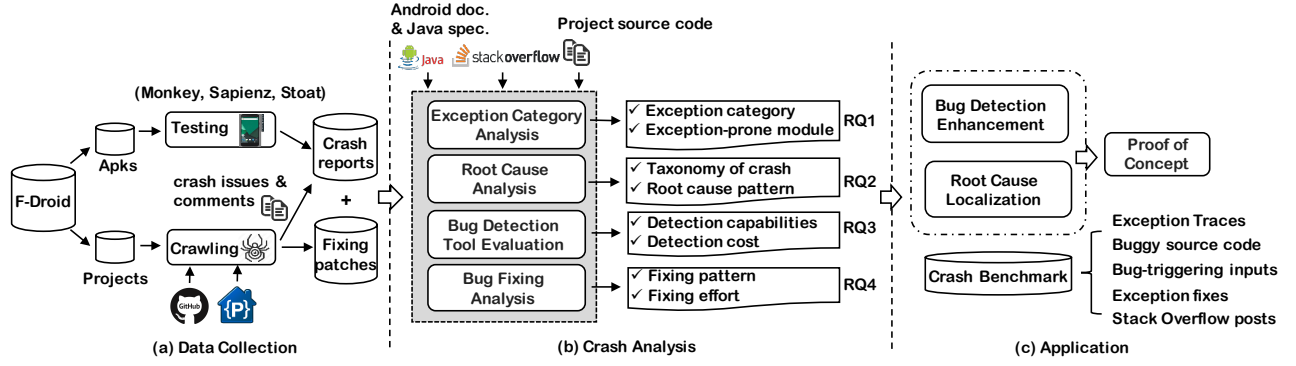 (Monkey, Sapienz, Stoat)
Testing
Apks
F-Droid
Crash
reports
crash issues &
comments
+
Projects
Crawling
Fixing
patches
GitHub
{P}
(a) Data Collection
Android doc.
& Java spec.
Project source code
Java
stackoverflow
Exception Category
Analysis
✓ Exception category
✓ Exception-prone module
RQ1
Root Cause
Analysis
✓ Taxonomy of crash
✓ Root cause pattern
RQ2
Bug Detection
Tool Evaluation
✓ Detection capabilities
✓ Detection cost
RQ3
Bug Fixing
Analysis
✓ Fixing pattern
✓ Fixing effort
RQ4
(b) Crash Analysis
Bug Detection
Enhancement
Root Cause
Localization
Proof of
Concept
Crash Benchmark
Exception Traces
Buggy source code
Bug-triggering inputs
Exception fixes
Stack Overflow posts
(c) Application